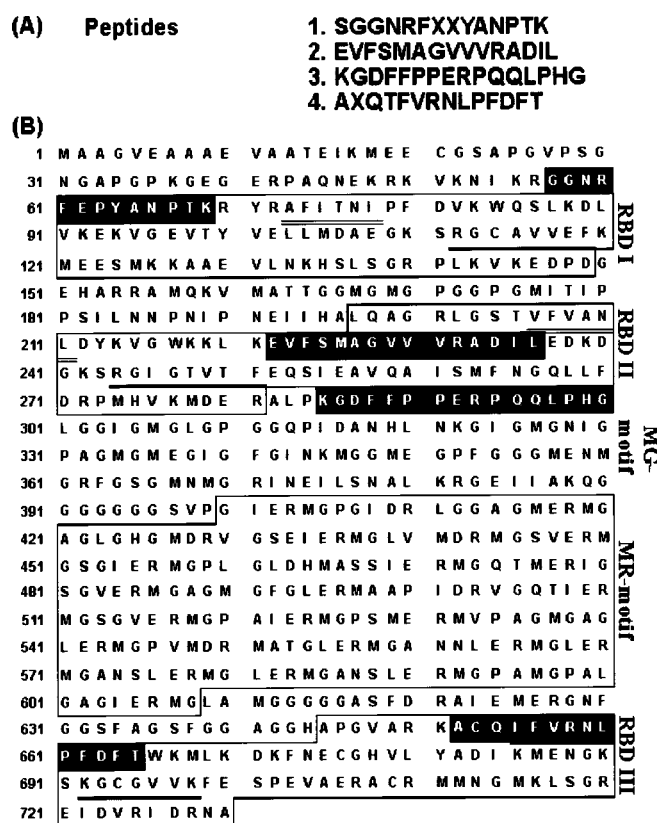 (A) Peptides
1. SGGNRFXXYANPTK
2. EVFSMAGVVVRADIL
3. KGDFFPPERPQQLPHG
4. AXQTFVRNLPFDFT
(B)
1 MAAGVEAAAE VAATEIKMEE CGSAPGVPSG
31 NGAPGPKGEG ERPAQNEKRK VKNIKRGGNR
61 FEPYANPTKR YRAFITNIPF DVKWQSLKDL
91 VKEKVGEVTY VELLMDAEGK SRGCAVVEFK
121 MEESMKKAAE VLNKHSLSGR PLKVKEDPDG
151 EHARRAMQKV MATTGGMGMG PGGPGMITIP
181 PSILNNPNIP NEIIHALQAG RLGSTVFVAN
211 LDYKVGWKKL KEVFSMAGVV VRADILEDKD
241 GKSRGIGTVT FEQSIEAVQA ISMFNGQLLF
271 DRPMHVKMDE RALPKGDFFP PERPQQLPHG
301 LGGIGMGLGP GGQPIDANHL NKGIGMGNIG
331 PAGMGMEGIG FGINKMGGME GPFGGGMENM
361 GRFGSGMNMG RINEILSNAL KRGEIIAKQG
391 GGGGGGSVPG IERMGPGIDR LGGAGMERMG
421 AGLGHGMDRV GSEIERMGLV MDRMGSVERM
451 GSGIERMGPL GLDHMASSIE RMGQTMERIG
481 SGVERMGAGM GFGLERMAAP IDRVGQTIER
511 MGSGVERMGP AIERMGPSME RMVPAGMGAG
541 LERMGPVMDR MATGLERMGA NNLERMGLER
571 MGANSLERMG LERMGANSLE RMGPAMGPAL
601 GAGIERMGLA MGGGGGASFD RAIEMERGNF
631 GGSFAGSFGG AGGHAPGVAR KACQIFVRNL
661 PFDFTWKMLK DKFNECGHVL YADIKMENGK
691 SKGCGVVKFE SPEVAERACR MMNGMKLSGR
721 EIDVRIDRNA
RBD I
RBD II
MG-motif
MR-motif
RBD III